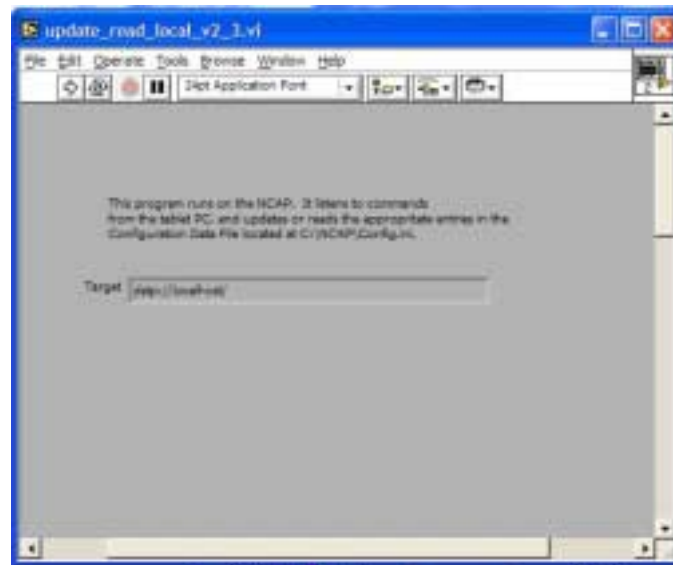 update_read_local_v2_3.vi
File Edit Operate Tools Browse Window Help
Application Font
This program runs on the NCAP. It listens to commands
from the tablet PC, and updates or reads the appropriate entries in the
Configuration Data File located at C:\NCAP\Config.ini.
Target